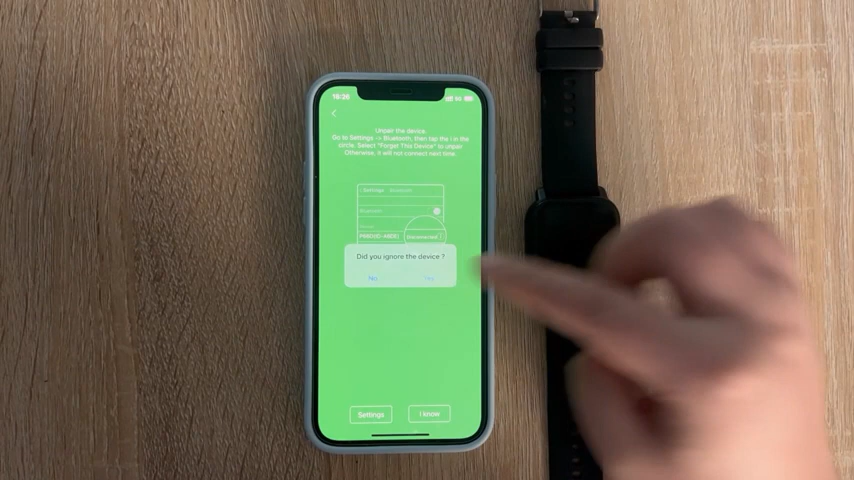 16:26
Unpair the device.
Go to Settings -> Bluetooth, then tap the i in the
circle. Select "Forget This Device" to unpair
Otherwise, it will not connect next time.
Settings Bluetooth
Bluetooth
Disconnected
Did you ignore the device ?
No Yes
Settings I know